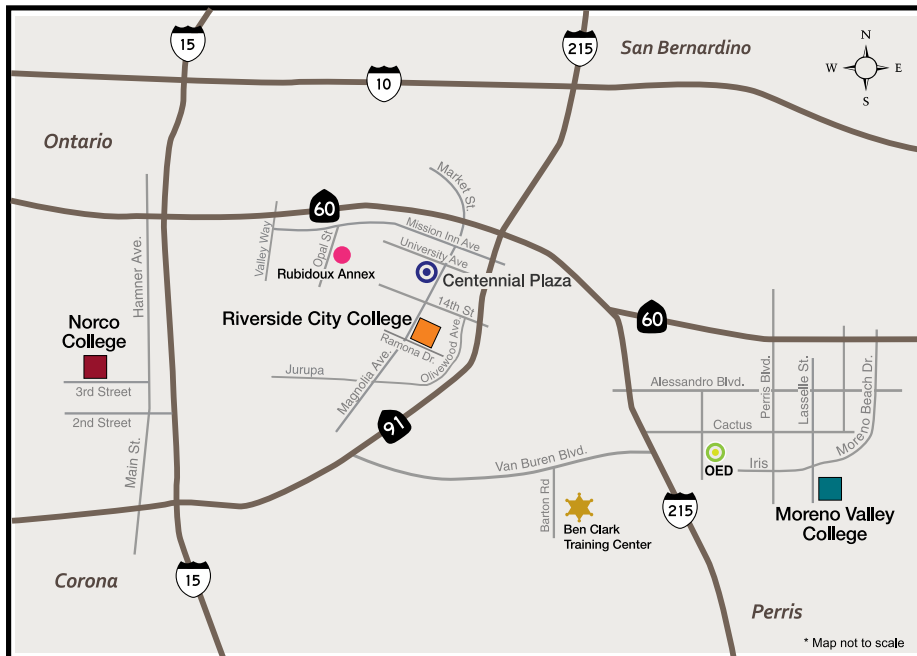 15
215
San Bernardino
N
W
E
S
10
Ontario
Market St.
60
Mission Inn Ave
University Ave
Valley Way
Opal St
Hamner Ave.
Rubidoux Annex
Centennial Plaza
14th St
Riverside City College
60
Norco
College
Ramona Dr.
Olivewood Ave
Perris Blvd.
Lasselle St.
Moreno Beach Dr.
Jurupa
Magnolia Ave.
3rd Street
Alessandro Blvd.
2nd Street
91
Cactus
Main St.
Van Buren Blvd.
OED
Iris
Barton Rd
215
Moreno Valley
College
Ben Clark
Training Center
Corona
15
Perris
* Map not to scale